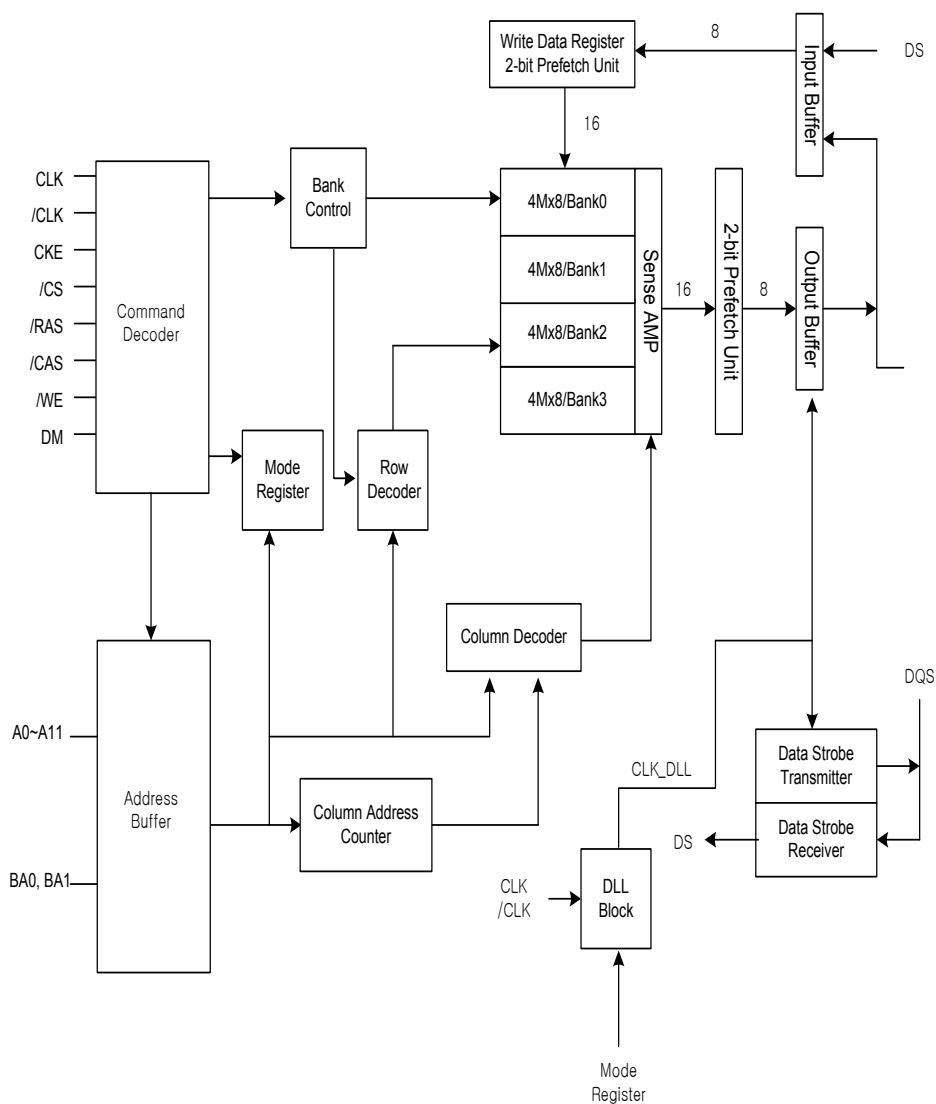 Write Data Register
2-bit Prefetch Unit
8
Input Buffer
DS
16
CLK
/CLK
CKE
/CS
/RAS
/CAS
/WE
DM
Command
Decoder
Bank
Control
4Mx8/Bank0
4Mx8/Bank1
4Mx8/Bank2
4Mx8/Bank3
Sense AMP
16
2-bit Prefetch Unit
8
Output Buffer
Mode
Register
Row
Decoder
Column Decoder
A0~A11
BA0, BA1
Address
Buffer
Column Address
Counter
CLK_DLL
DQS
Data Strobe
Transmitter
Data Strobe
Receiver
DS
CLK
/CLK
DLL
Block
Mode
Register